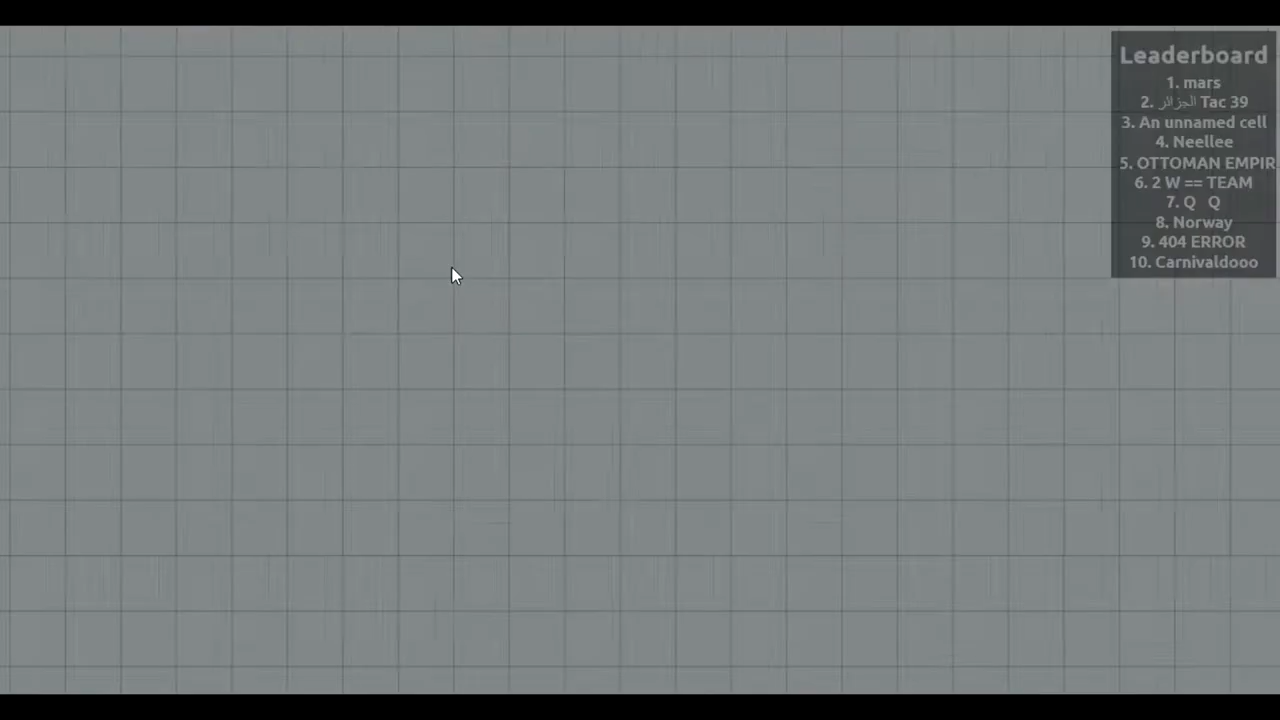 Leaderboard
1. mars
2. الجزائر Tac 39
3. An unnamed cell
4. Neellee
5. OTTOMAN EMPIR
6. 2 W == TEAM
7. Q Q
8. Norway
9. 404 ERROR
10. Carnivaldooo